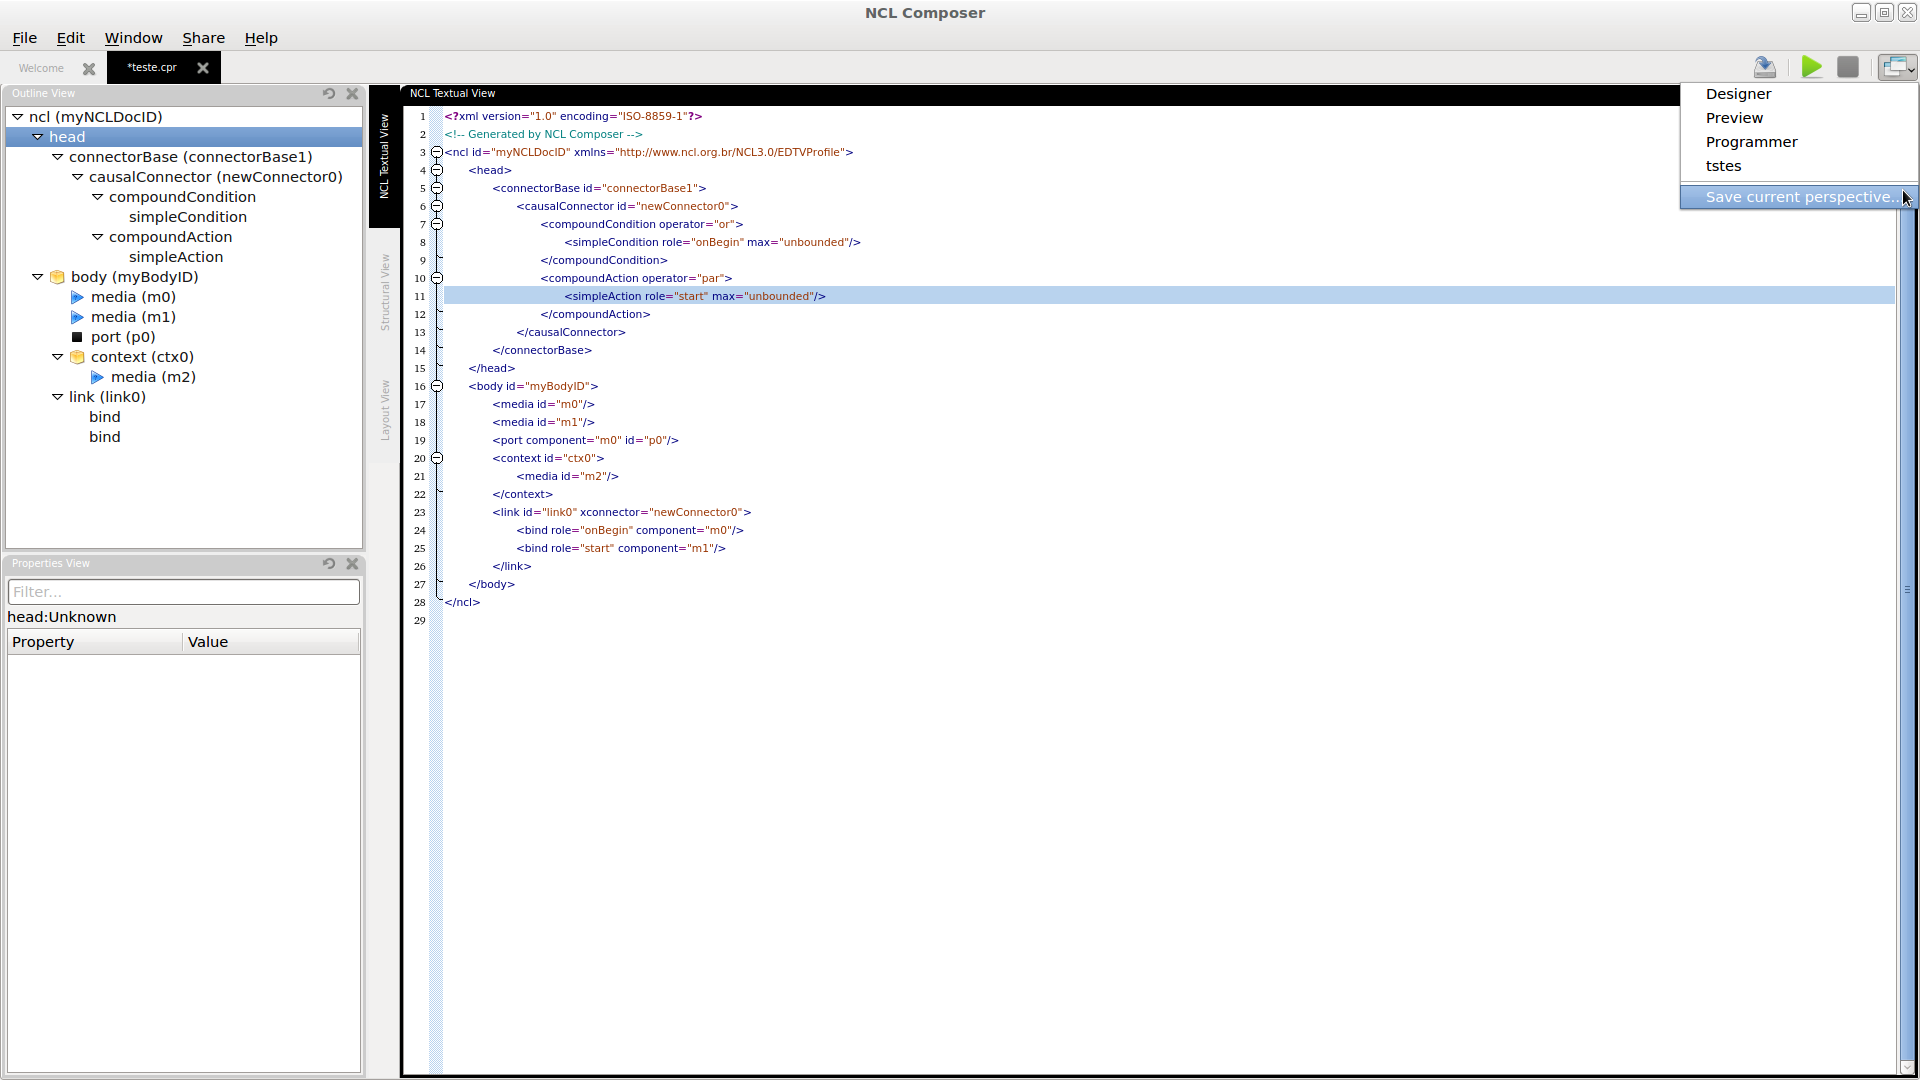 NCL Composer
File Edit Window Share Help
Welcome
*teste.cpr
Outline View
ncl (myNCLDocID)
head
connectorBase (connectorBase1)
causalConnector (newConnector0)
compoundCondition
simpleCondition
compoundAction
simpleAction
body (myBodyID)
media (m0)
media (m1)
port (p0)
context (ctx0)
media (m2)
link (link0)
bind
bind
Properties View
Filter...
head:Unknown
Property Value
NCL Textual View
Structural View
Layout View
NCL Textual View
1 <?xml version="1.0" encoding="ISO-8859-1"?>
2 <!-- Generated by NCL Composer -->
3 <ncl id="myNCLDocID" xmlns="http://www.ncl.org.br/NCL3.0/EDTVProfile">
4 <head>
5 <connectorBase id="connectorBase1">
6 <causalConnector id="newConnector0">
7 <compoundCondition operator="or">
8 <simpleCondition role="onBegin" max="unbounded"/>
9 </compoundCondition>
10 <compoundAction operator="par">
11 <simpleAction role="start" max="unbounded"/>
12 </compoundAction>
13 </causalConnector>
14 </connectorBase>
15 </head>
16 <body id="myBodyID">
17 <media id="m0"/>
18 <media id="m1"/>
19 <port component="m0" id="p0"/>
20 <context id="ctx0">
21 <media id="m2"/>
22 </context>
23 <link id="link0" xconnector="newConnector0">
24 <bind role="onBegin" component="m0"/>
25 <bind role="start" component="m1"/>
26 </link>
27 </body>
28 </ncl>
29
Designer
Preview
Programmer
tstes
Save current perspective...